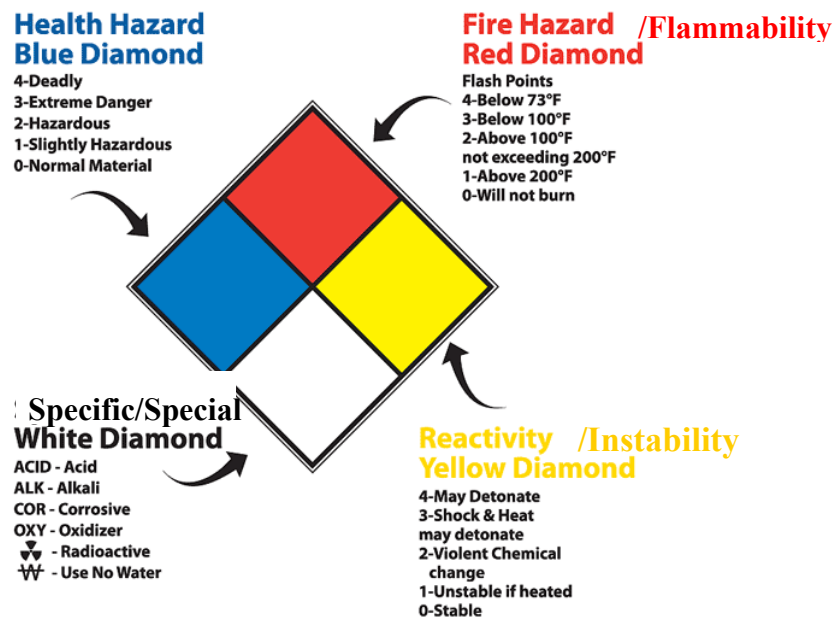 Health Hazard
Blue Diamond
4-Deadly
3-Extreme Danger
2-Hazardous
1-Slightly Hazardous
0-Normal Material
Fire Hazard /Flammability
Red Diamond
Flash Points
4-Below 73°F
3-Below 100°F
2-Above 100°F
not exceeding 200°F
1-Above 200°F
0-Will not burn
Specific/Special
White Diamond
ACID - Acid
ALK - Alkali
COR - Corrosive
OXY - Oxidizer
- Radioactive
W - Use No Water
Reactivity /Instability
Yellow Diamond
4-May Detonate
3-Shock & Heat
may detonate
2-Violent Chemical
change
1-Unstable if heated
0-Stable